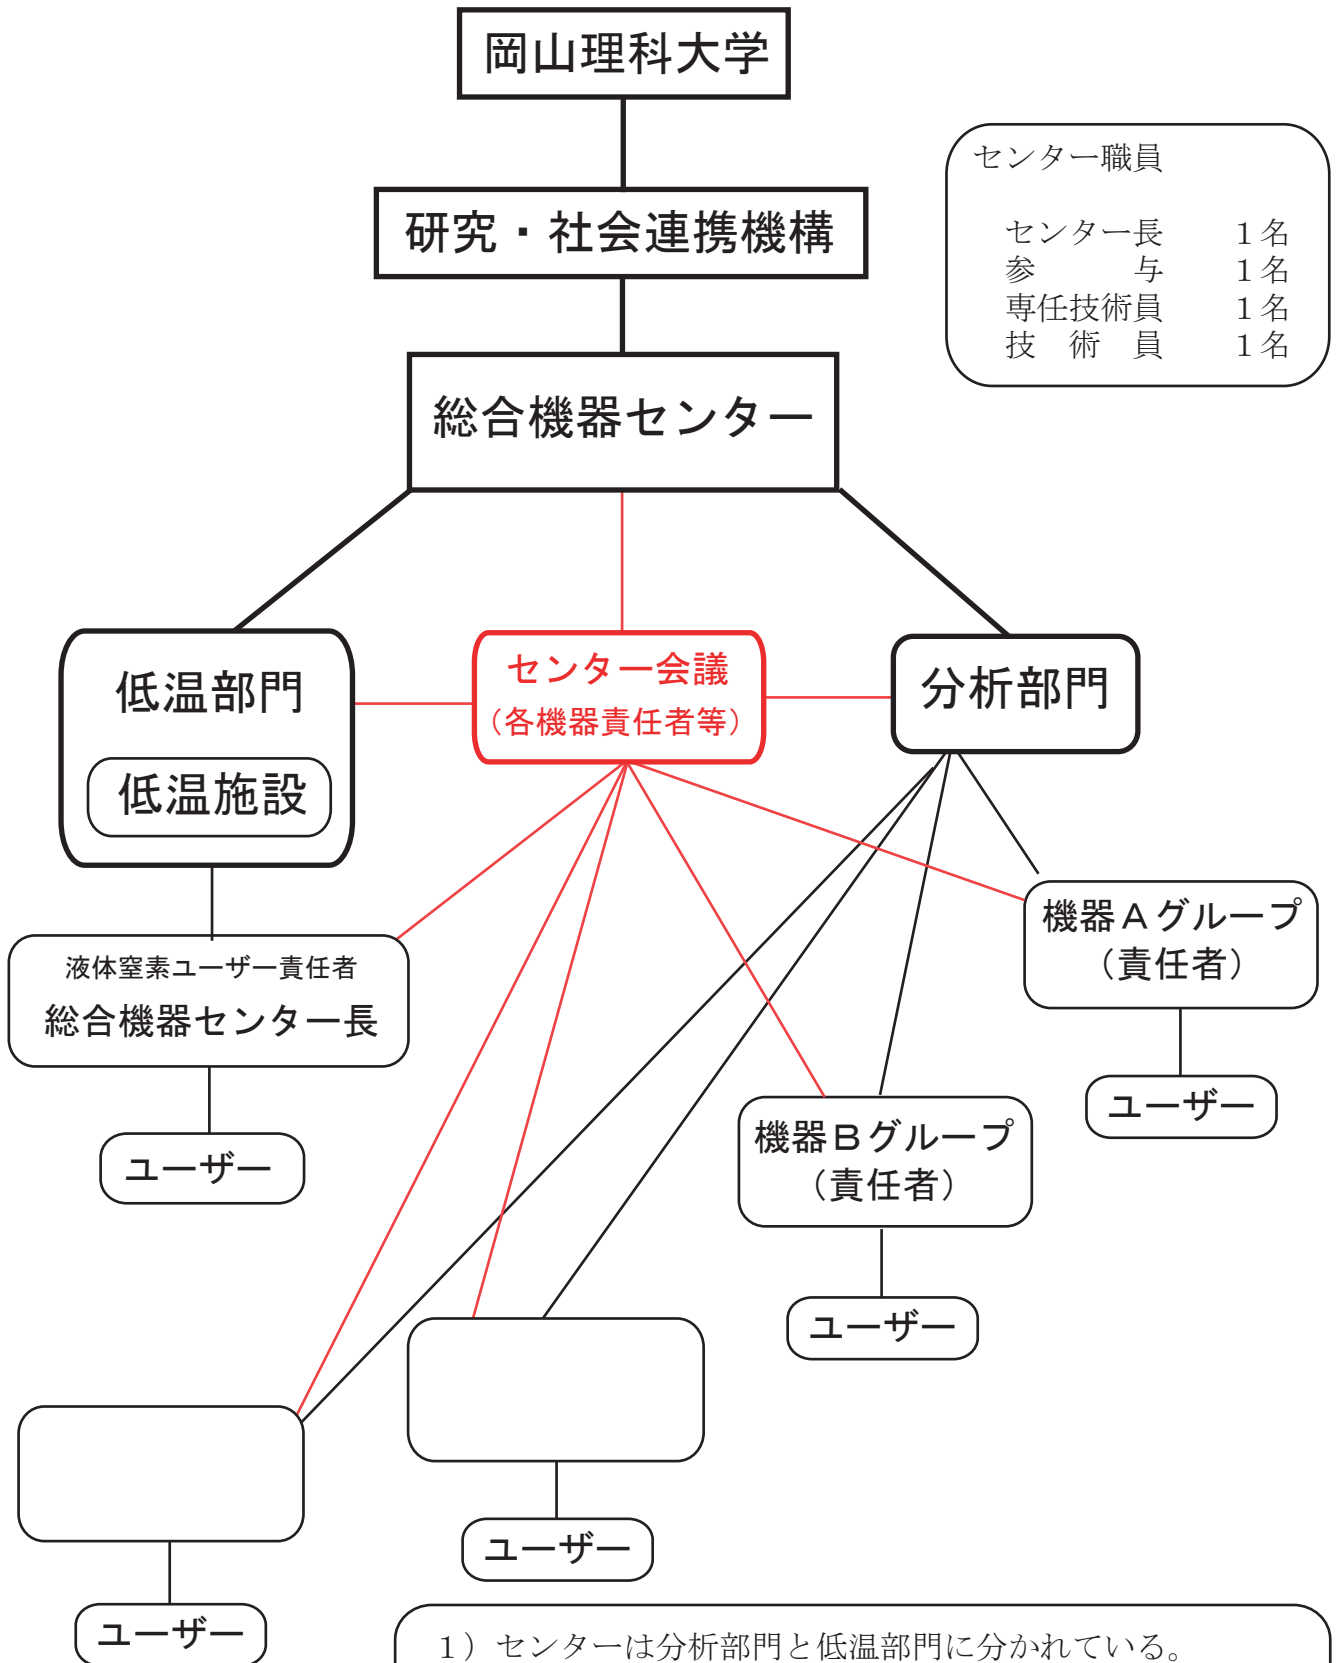 岡山理科大学
研究・社会連携機構
センター職員
センター長　　１名
参　　　与　　１名
専任技術員　　１名
技　術　員　　１名
総合機器センター
低温部門
低温施設
センター会議
（各機器責任者等）
分析部門
液体窒素ユーザー責任者
総合機器センター長
ユーザー
機器Ａグループ
（責任者）
ユーザー
機器Ｂグループ
（責任者）
ユーザー
ユーザー
ユーザー
１）センターは分析部門と低温部門に分かれている。